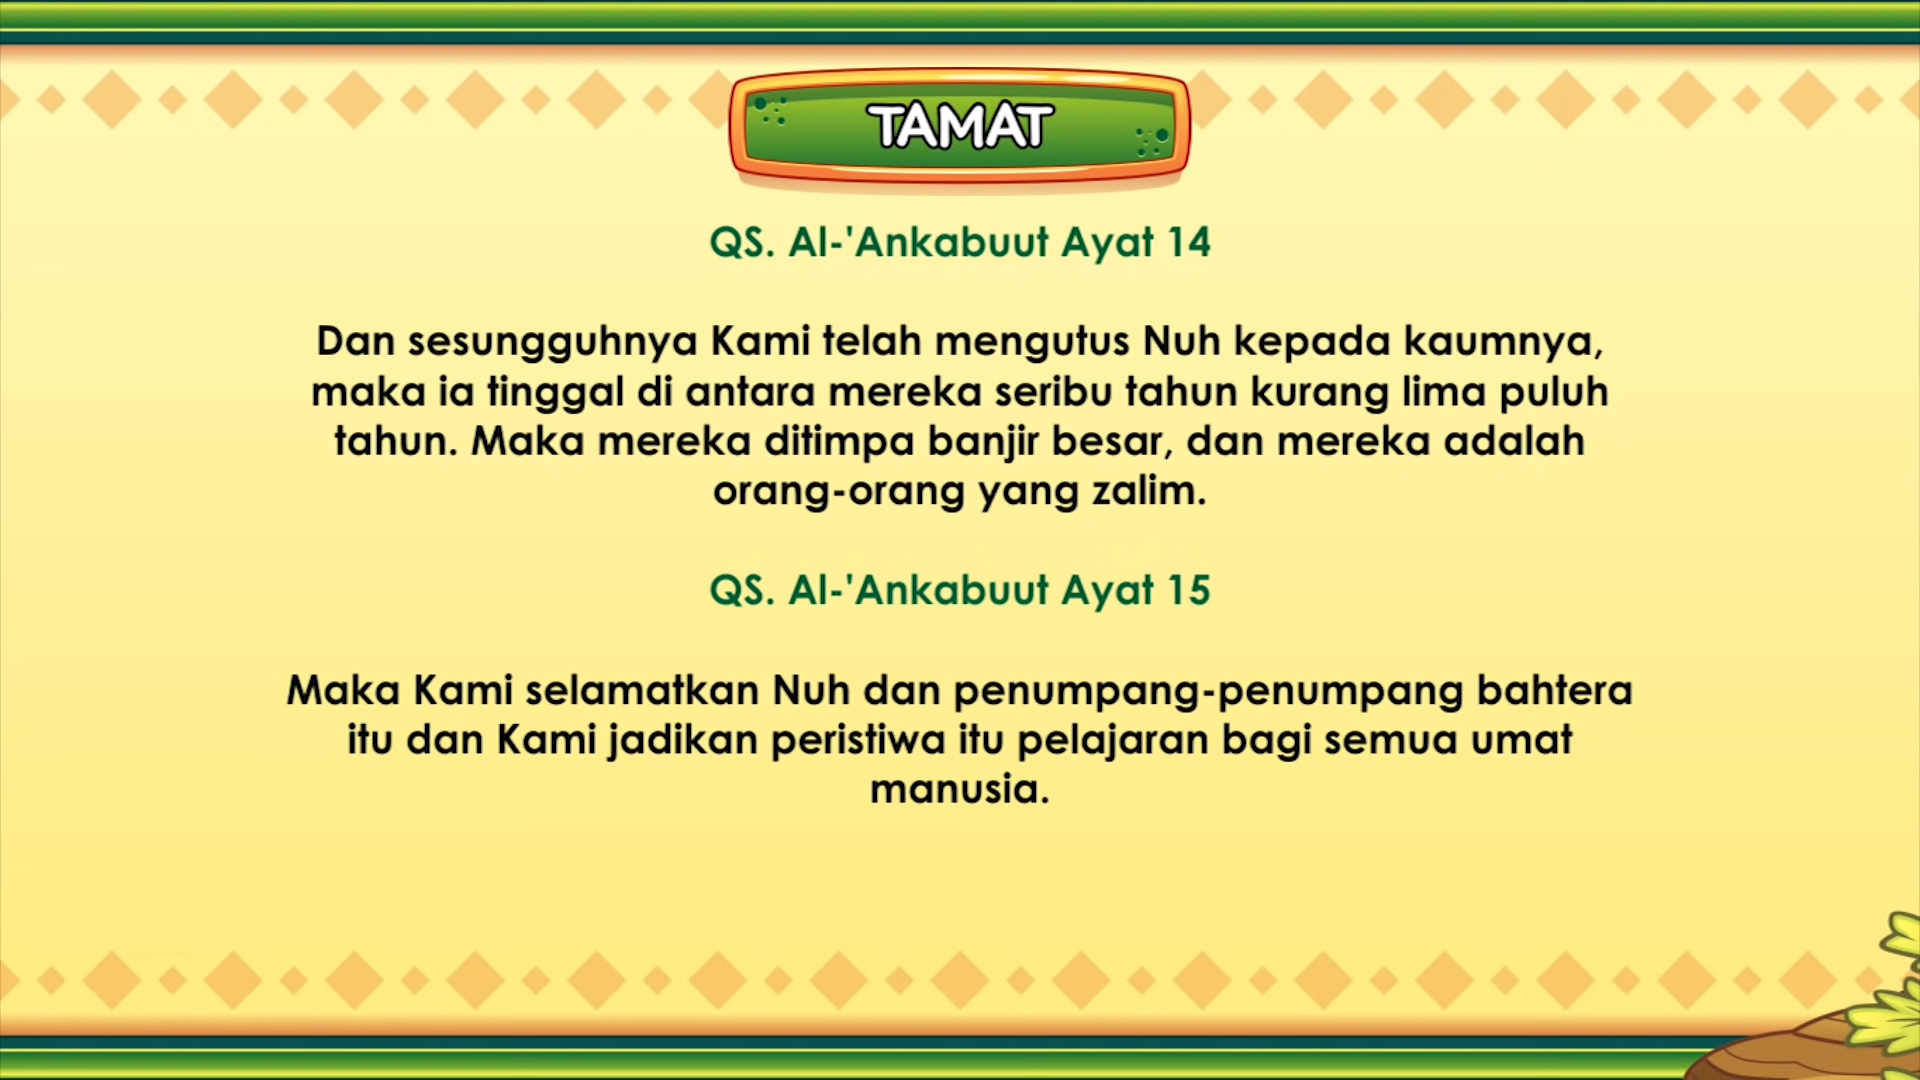 TAMAT
QS. Al-'Ankabuut Ayat 14
Dan sesungguhnya Kami telah mengutus Nuh kepada kaumnya,
maka ia tinggal di antara mereka seribu tahun kurang lima puluh
tahun. Maka mereka ditimpa banjir besar, dan mereka adalah
orang-orang yang zalim.
QS. Al-'Ankabuut Ayat 15
Maka Kami selamatkan Nuh dan penumpang-penumpang bahtera
itu dan Kami jadikan peristiwa itu pelajaran bagi semua umat
manusia.